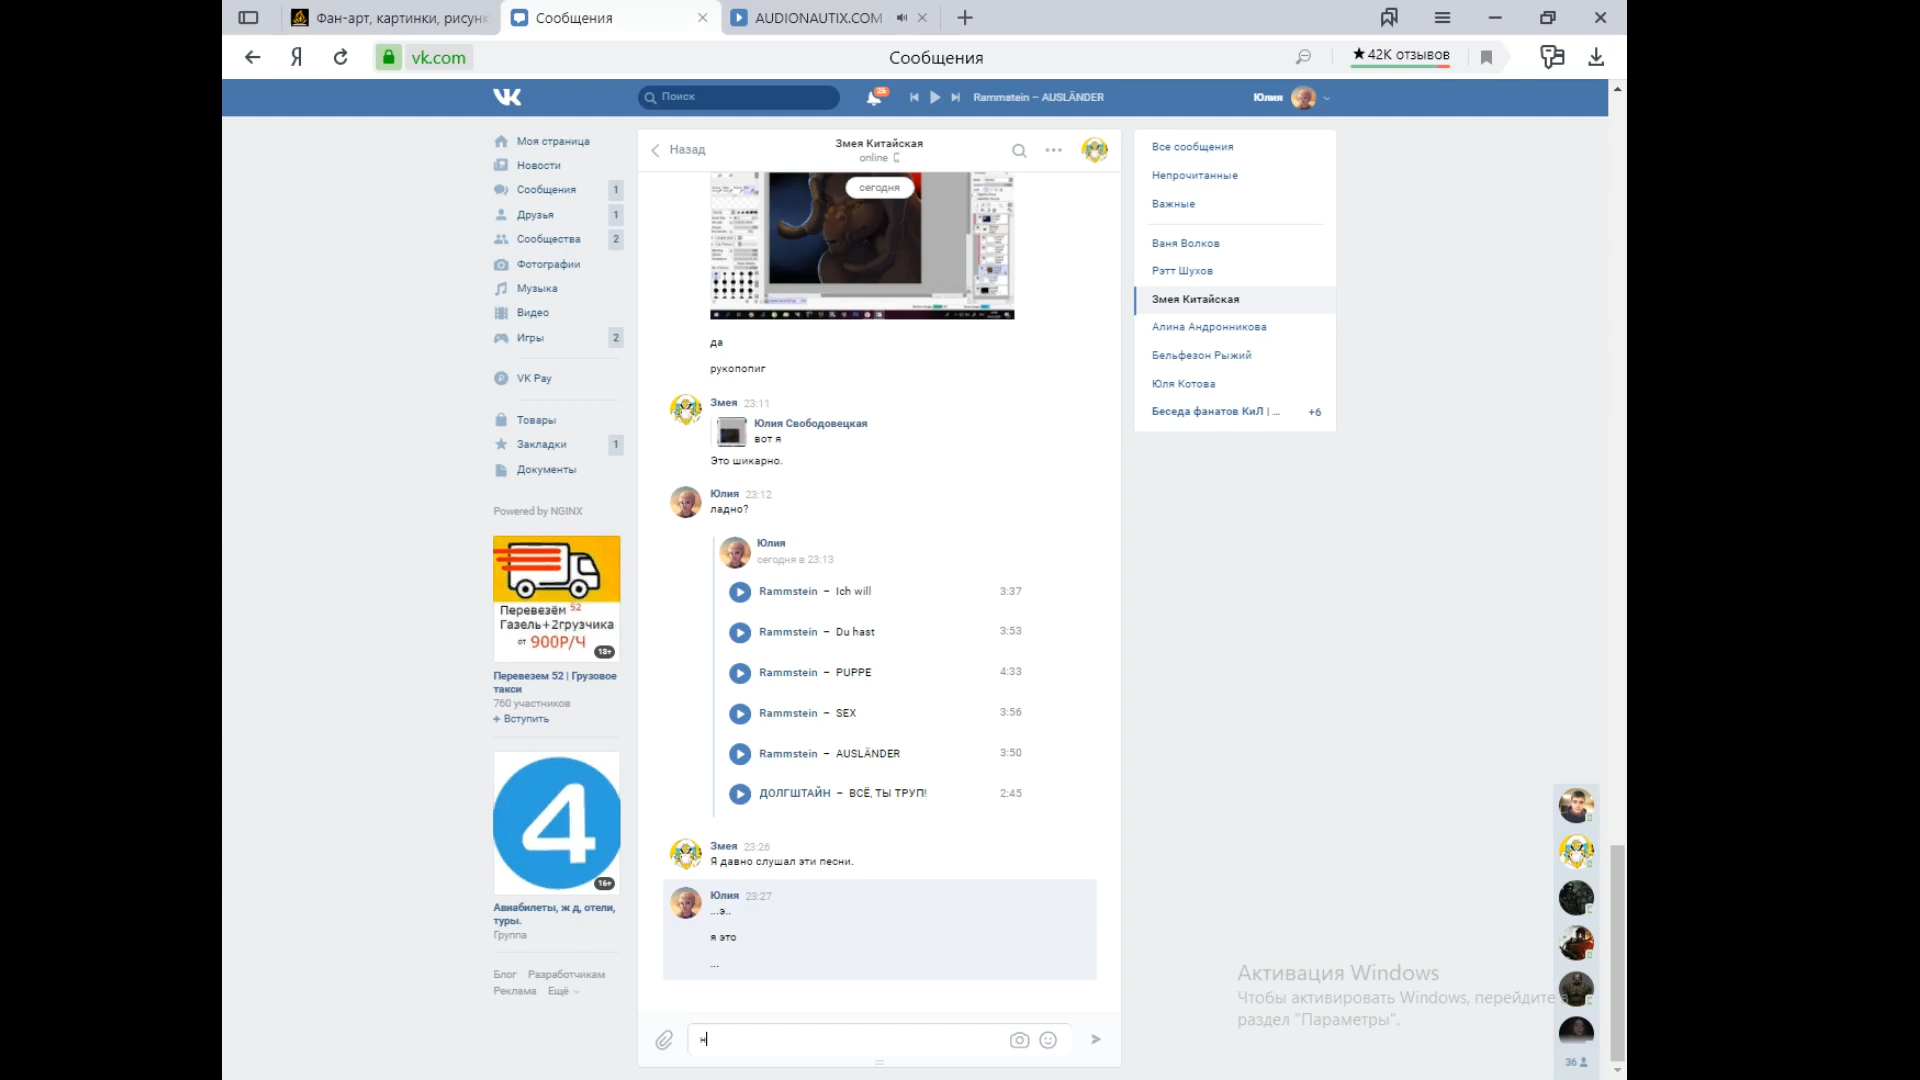 Фан-арт, картинки, рисунк
Сообщения
AUDIONAUTIX.COM
vk.com
Сообщения
★ 42K отзывов
Поиск
26
Rammstein – AUSLÄNDER
Юлия
Моя страница
Новости
Сообщения 1
Друзья 1
Сообщества 2
Фотографии
Музыка
Видео
Игры 2
VK Pay
Товары
Закладки 1
Документы
Powered by NGINX
Перевезём 52
Газель+2грузчика
от 900Р/Ч
18+
Перевезем 52 | Грузовое
такси
760 участников
+ Вступить
4
16+
Авиабилеты, ж д, отели,
туры.
Группа
Блог Разработчикам
Реклама Ещё
Назад
Змея Китайская
online
сегодня
да
рукопопиг
Змея 23:11
Юлия Свободовецкая
вот я
Это шикарно.
Юлия 23:12
ладно?
Юлия
сегодня в 23:13
Rammstein – Ich will 3:37
Rammstein – Du hast 3:53
Rammstein – PUPPE 4:33
Rammstein – SEX 3:56
Rammstein – AUSLÄNDER 3:50
ДОЛГШТАЙН – ВСЁ, ТЫ ТРУП! 2:45
Змея 23:26
Я давно слушал эти песни.
Юлия 23:27
...э..
я это
...
н
Все сообщения
Непрочитанные
Важные
Ваня Волков
Рэтт Шухов
Змея Китайская
Алина Андронникова
Бельфезон Рыжий
Юля Котова
Беседа фанатов КиЛ | ... +6
Активация Windows
Чтобы активировать Windows, перейдите в
раздел "Параметры".
36